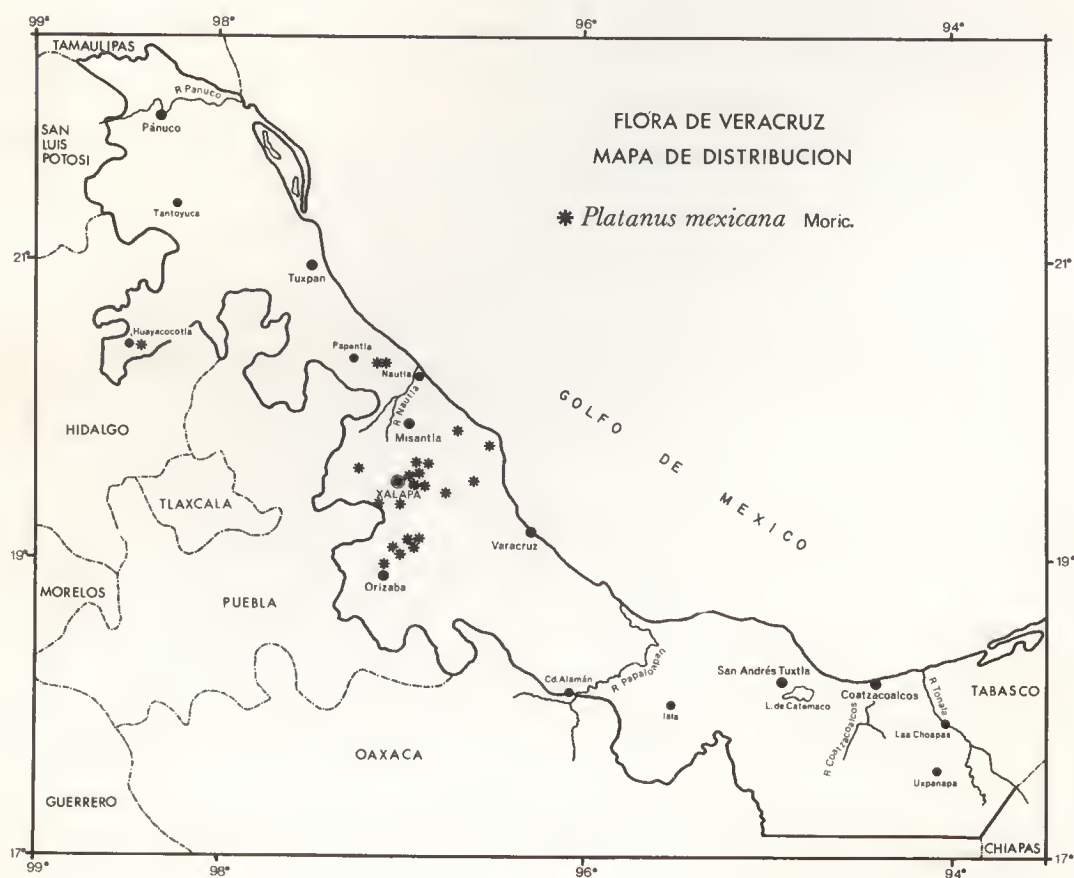 99°
98°
96°
94°
TAMAULIPAS
R Panuco
Pánuco
SAN
LUIS
POTOSI
FLORA DE VERACRUZ
MAPA DE DISTRIBUCION
Platanus mexicana Moric.
Tantoyuca
21°
21°
Tuxpan
Huayacocotla
Papantla
Nautla
R Nautla
Misantla
GOLFO
DE
MEXICO
HIDALGO
XALAPA
TLAXCALA
Varacruz
19°
19°
MORELOS
PUEBLA
Orizaba
Cd. Alamán
R Papaloapan
San Andrés Tuxtla
L. de Catemaco
Coatzacoalcos
R Tonala
TABASCO
Isla
R Coatzacoalcos
Las Choapas
OAXACA
Uxpanapa
GUERRERO
17°
17°
CHIAPAS
99°
98°
96°
94°